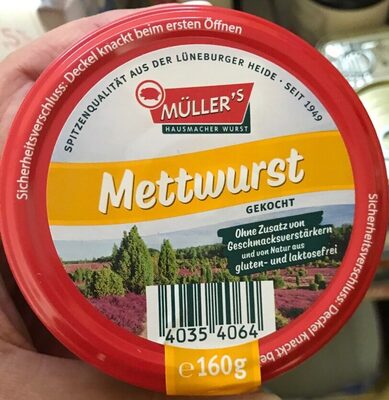 Sicherheitsverschluss: Deckel knackt beim ersten Öffnen
SPITZENQUALITÄT AUS DER LÜNEBURGER HEIDE · SEIT 1949
MÜLLER'S
HAUSMACHER WURST
Mettwurst
GEKOCHT
Ohne Zusatz von
Geschmacksverstärkern
und von Natur aus
gluten- und laktosefrei
4035 4064
e 160g
Sicherheitsverschluss: Deckel knackt be